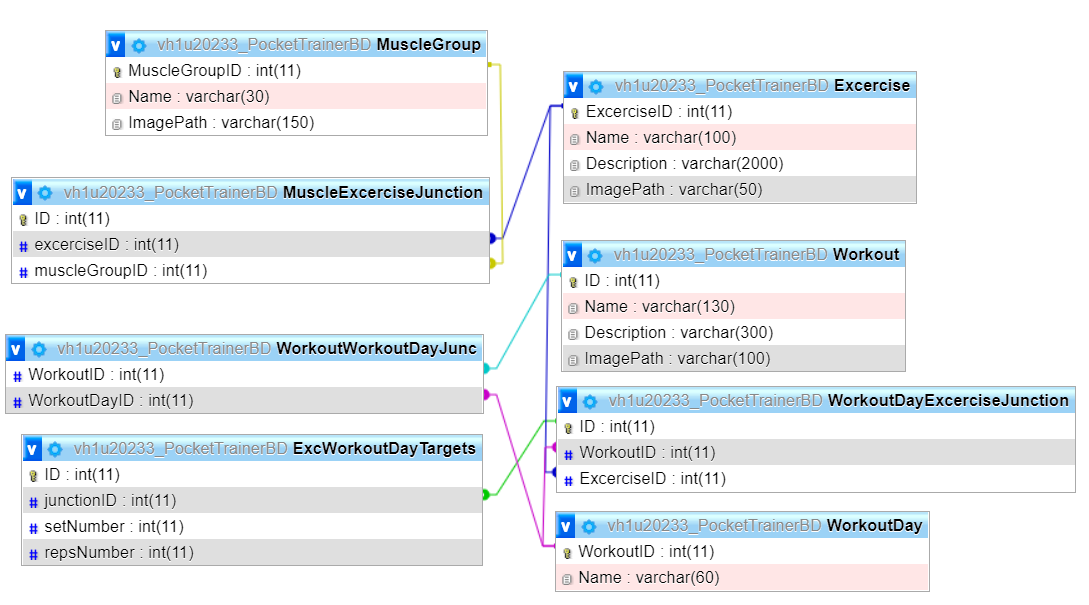 v vh1u20233_PocketTrainerBD MuscleGroup
MuscleGroupID : int(11)
Name : varchar(30)
ImagePath : varchar(150)
v vh1u20233_PocketTrainerBD Excercise
ExcerciseID : int(11)
Name : varchar(100)
Description : varchar(2000)
ImagePath : varchar(50)
v vh1u20233_PocketTrainerBD MuscleExcerciseJunction
ID : int(11)
# excerciseID : int(11)
# muscleGroupID : int(11)
v vh1u20233_PocketTrainerBD Workout
ID : int(11)
Name : varchar(130)
Description : varchar(300)
ImagePath : varchar(100)
v vh1u20233_PocketTrainerBD WorkoutWorkoutDayJunc
# WorkoutID : int(11)
# WorkoutDayID : int(11)
v vh1u20233_PocketTrainerBD WorkoutDayExcerciseJunction
ID : int(11)
# WorkoutID : int(11)
# ExcerciseID : int(11)
v vh1u20233_PocketTrainerBD ExcWorkoutDayTargets
ID : int(11)
# junctionID : int(11)
# setNumber : int(11)
# repsNumber : int(11)
v vh1u20233_PocketTrainerBD WorkoutDay
WorkoutID : int(11)
Name : varchar(60)